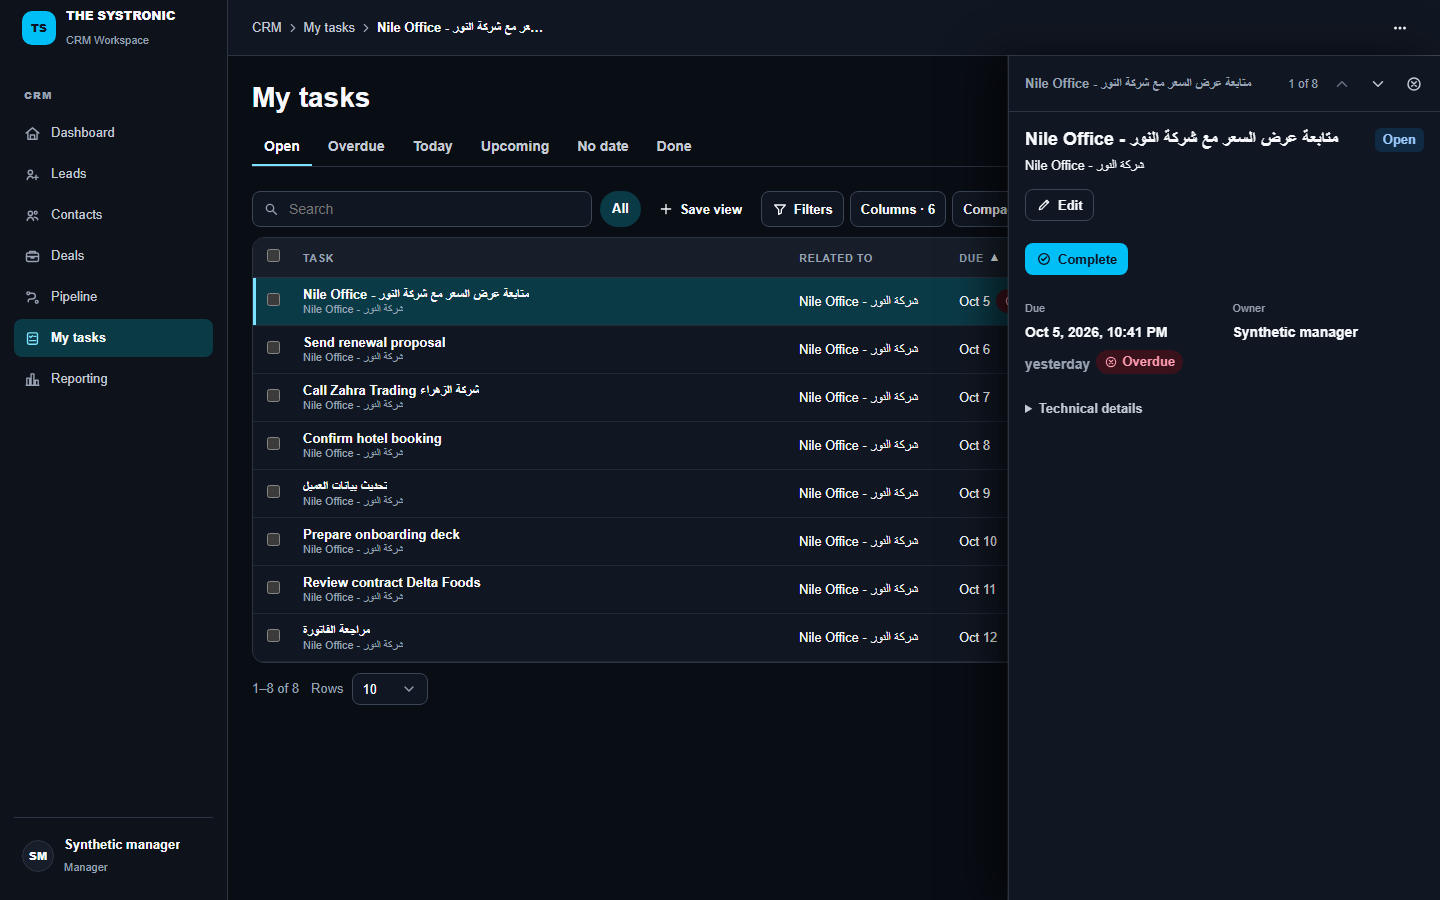 TS
THE SYSTRONIC
CRM Workspace
CRM
Dashboard
Leads
Contacts
Deals
Pipeline
My tasks
Reporting
SM
Synthetic manager
Manager
CRM > My tasks > Nile Office - عر مع شركة النور...
My tasks
Open Overdue Today Upcoming No date Done
Search All + Save view Filters Columns · 6 Compa
TASK RELATED TO DUE ▲
Nile Office - متابعة عرض السعر مع شركة النور
Nile Office - شركة النور
Nile Office - شركة النور Oct 5
Send renewal proposal
Nile Office - شركة النور
Nile Office - شركة النور Oct 6
Call Zahra Trading شركة الزهراء
Nile Office - شركة النور
Nile Office - شركة النور Oct 7
Confirm hotel booking
Nile Office - شركة النور
Nile Office - شركة النور Oct 8
تحديث بيانات العميل
Nile Office - شركة النور
Nile Office - شركة النور Oct 9
Prepare onboarding deck
Nile Office - شركة النور
Nile Office - شركة النور Oct 10
Review contract Delta Foods
Nile Office - شركة النور
Nile Office - شركة النور Oct 11
مراجعة الفاتورة
Nile Office - شركة النور
Nile Office - شركة النور Oct 12
1–8 of 8 Rows 10
Nile Office - متابعة عرض السعر مع شركة النور 1 of 8
Nile Office - متابعة عرض السعر مع شركة النور Open
Nile Office - شركة النور
Edit
Complete
Due Owner
Oct 5, 2026, 10:41 PM Synthetic manager
yesterday Overdue
Technical details